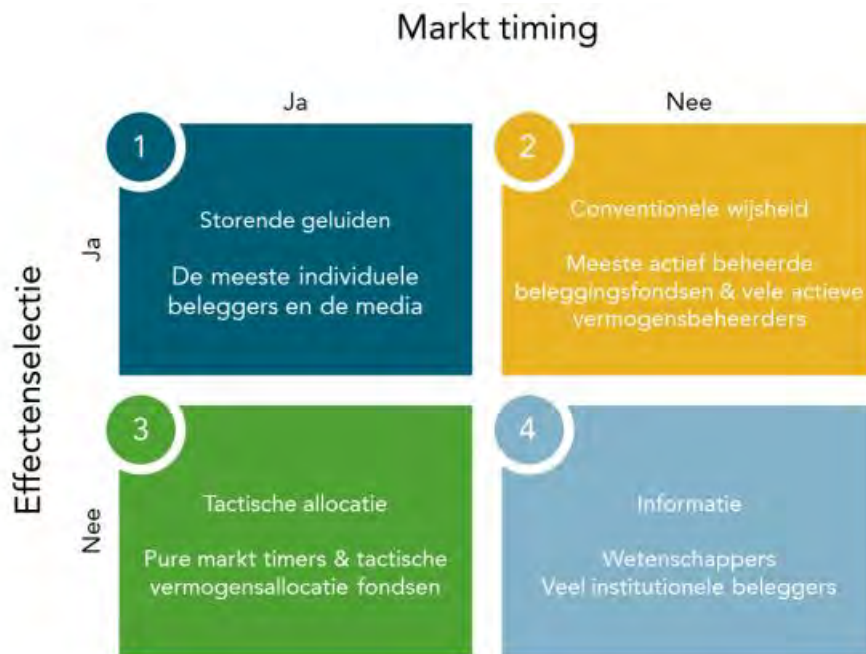 Markt timing
Ja
Nee
Effectenselectie
Ja
1
Storende geluiden
De meeste individuele
beleggers en de media
2
Conventionele wijsheid
Meeste actief beheerde
beleggingsfondsen & vele actieve
vermogensbeheerders
Nee
3
Tactische allocatie
Pure markt timers & tactische
vermogensallocatie fondsen
4
Informatie
Wetenschappers
Veel institutionele beleggers